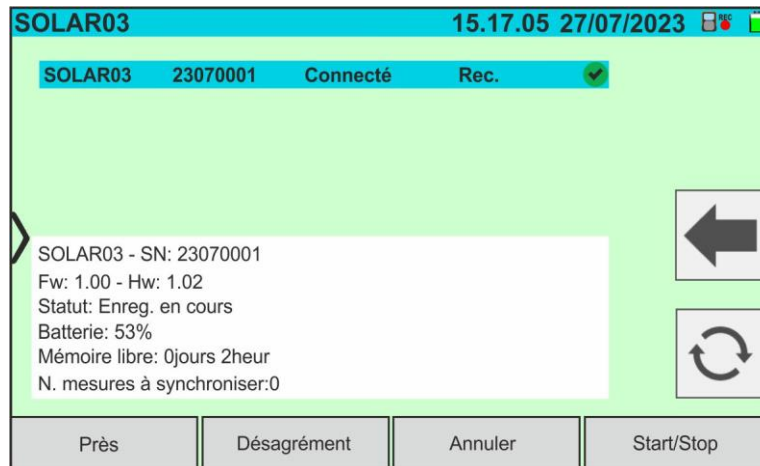 SOLAR03 15.17.05 27/07/2023 REC
SOLAR03 23070001 Connecté Rec.
SOLAR03 - SN: 23070001
Fw: 1.00 - Hw: 1.02
Statut: Enreg. en cours
Batterie: 53%
Mémoire libre: 0jours 2heur
N. mesures à synchroniser:0
Près Désagrément Annuler Start/Stop